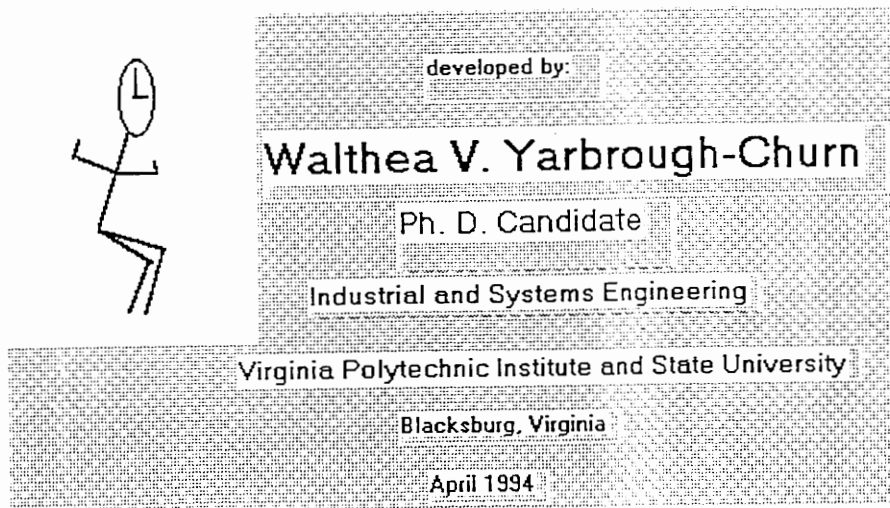 developed by:
Walthea V. Yarbrough-Churn
Ph. D. Candidate
Industrial and Systems Engineering
Virginia Polytechnic Institute and State University
Blacksburg, Virginia
April 1994